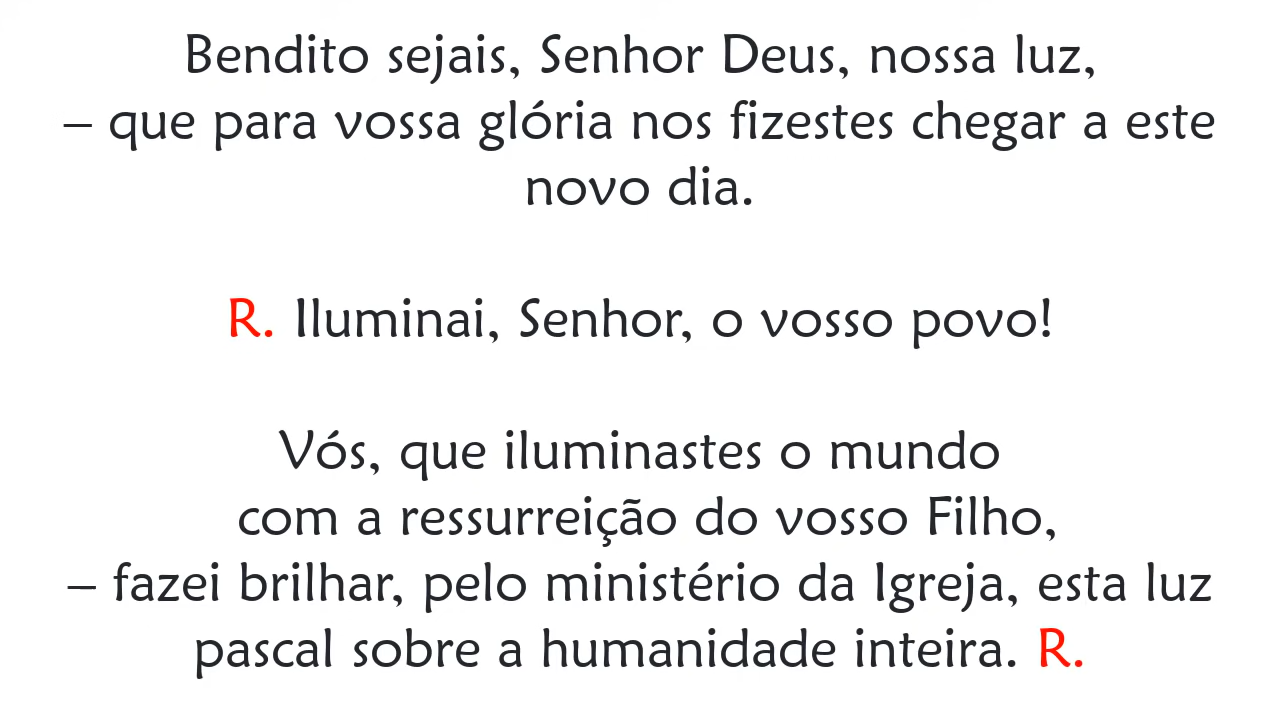 Bendito sejais, Senhor Deus, nossa luz,
– que para vossa glória nos fizestes chegar a este
novo dia.
R. Iluminai, Senhor, o vosso povo!
Vós, que iluminastes o mundo
com a ressurreição do vosso Filho,
– fazei brilhar, pelo ministério da Igreja, esta luz
pascal sobre a humanidade inteira. R.